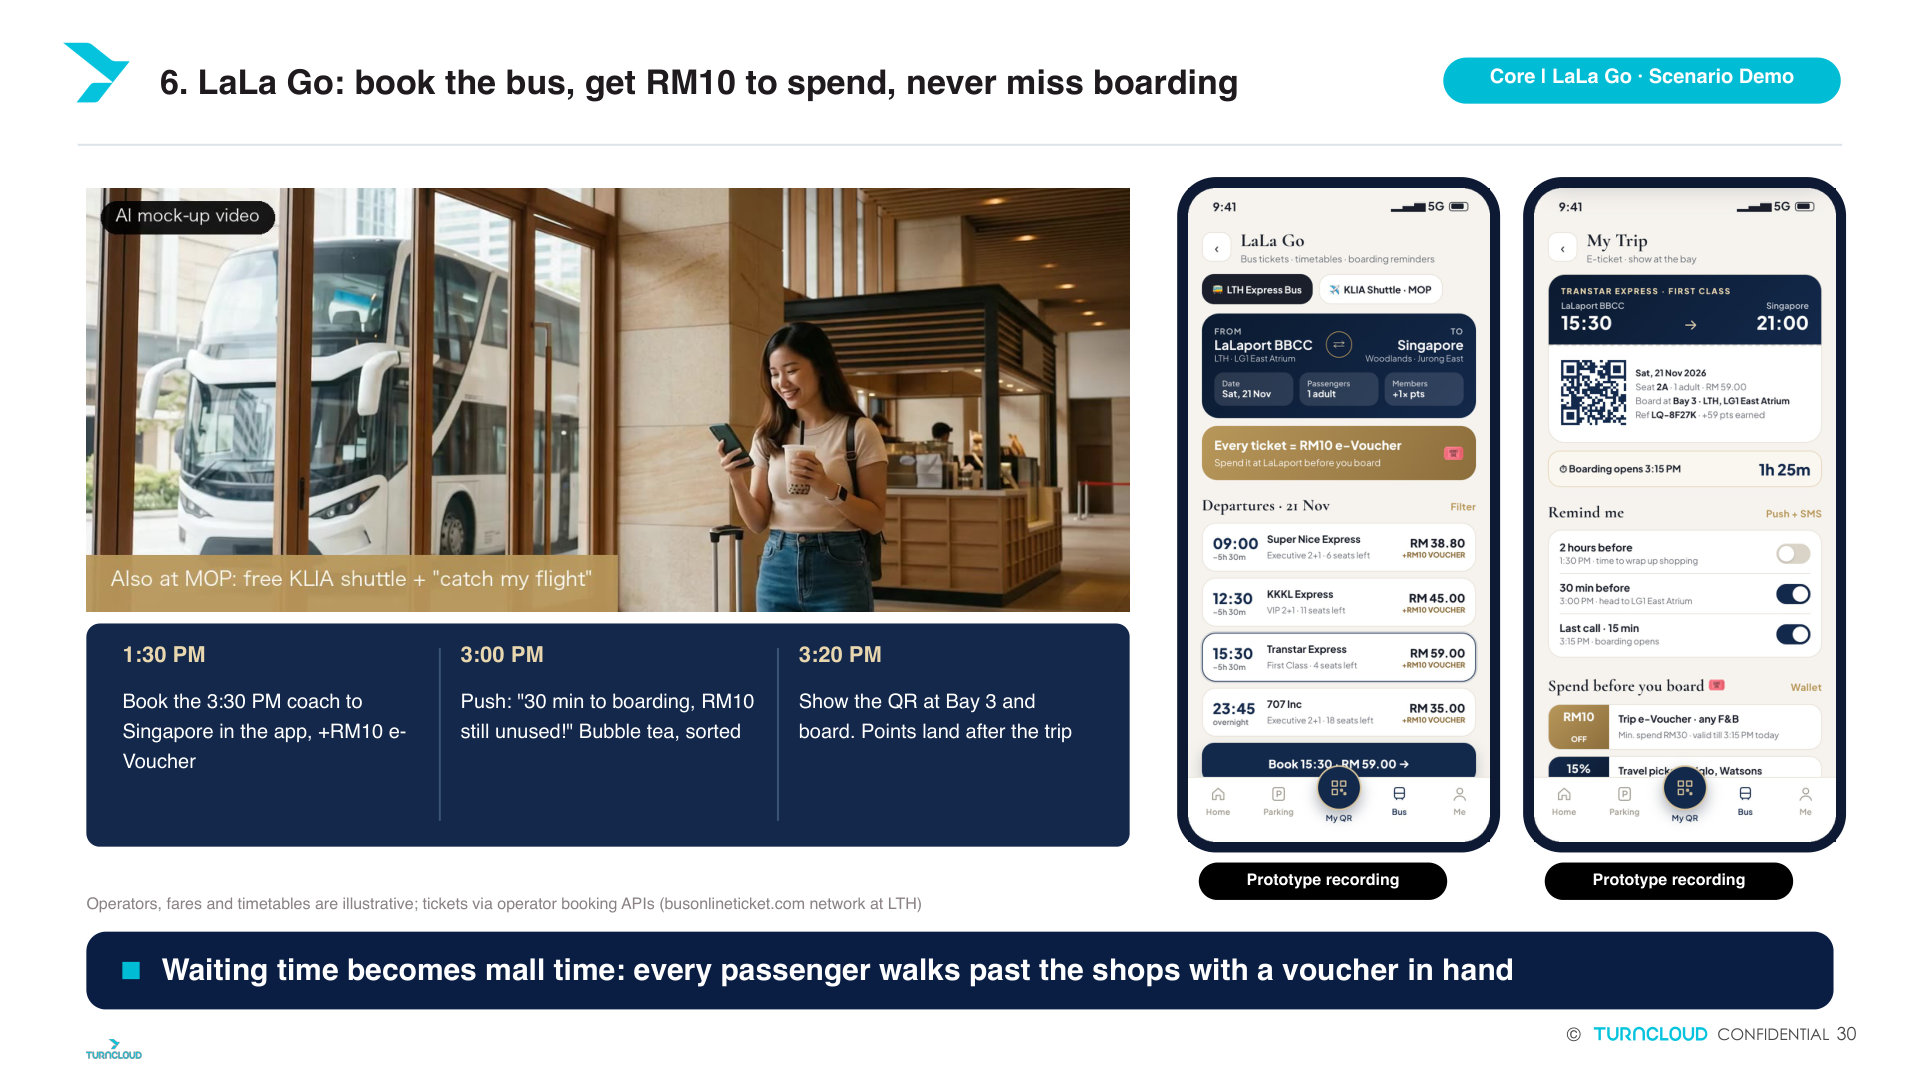 6. LaLa Go: book the bus, get RM10 to spend, never miss boarding
Core | LaLa Go · Scenario Demo
AI mock-up video
Also at MOP: free KLIA shuttle + "catch my flight"
1:30 PM
Book the 3:30 PM coach to
Singapore in the app, +RM10 e-
Voucher
3:00 PM
Push: "30 min to boarding, RM10
still unused!" Bubble tea, sorted
3:20 PM
Show the QR at Bay 3 and
board. Points land after the trip
9:41
5G
LaLa Go
Bus tickets · timetables · boarding reminders
LTH Express Bus
KLIA Shuttle · MOP
FROM
TO
LaLaport BBCC
Singapore
LTH · LG1 East Atrium
Woodlands · Jurong East
Date
Sat, 21 Nov
Passengers
1 adult
Members
+1x pts
Every ticket = RM10 e-Voucher
Spend it at LaLaport before you board
Departures · 21 Nov
Filter
09:00
~5h 30m
Super Nice Express
Executive 2+1 · 6 seats left
RM 38.80
+RM10 VOUCHER
12:30
~5h 30m
KKKL Express
VIP 2+1 · 11 seats left
RM 45.00
+RM10 VOUCHER
15:30
~5h 30m
Transtar Express
First Class · 4 seats left
RM 59.00
+RM10 VOUCHER
23:45
overnight
707 Inc
Executive 2+1 · 18 seats left
RM 35.00
+RM10 VOUCHER
Book 15:30 · RM 59.00 →
Home
Parking
My QR
Bus
Me
Prototype recording
9:41
5G
My Trip
E-ticket · show at the bay
TRANSTAR EXPRESS · FIRST CLASS
LaLaport BBCC
Singapore
15:30
→
21:00
Sat, 21 Nov 2026
Seat 2A · 1 adult · RM 59.00
Board at Bay 3 · LTH, LG1 East Atrium
Ref LQ-8F27K · +59 pts earned
Boarding opens 3:15 PM
1h 25m
Remind me
Push + SMS
2 hours before
1:30 PM · time to wrap up shopping
30 min before
3:00 PM · head to LG1 East Atrium
Last call · 15 min
3:15 PM · boarding opens
Spend before you board
Wallet
RM10
OFF
Trip e-Voucher · any F&B
Min. spend RM30 · valid till 3:15 PM today
15%
Travel
Watsons
Home
Parking
My QR
Bus
Me
Prototype recording
Operators, fares and timetables are illustrative; tickets via operator booking APIs (busonlineticket.com network at LTH)
Waiting time becomes mall time: every passenger walks past the shops with a voucher in hand
TURNCLOUD
© TURNCLOUD CONFIDENTIAL 30